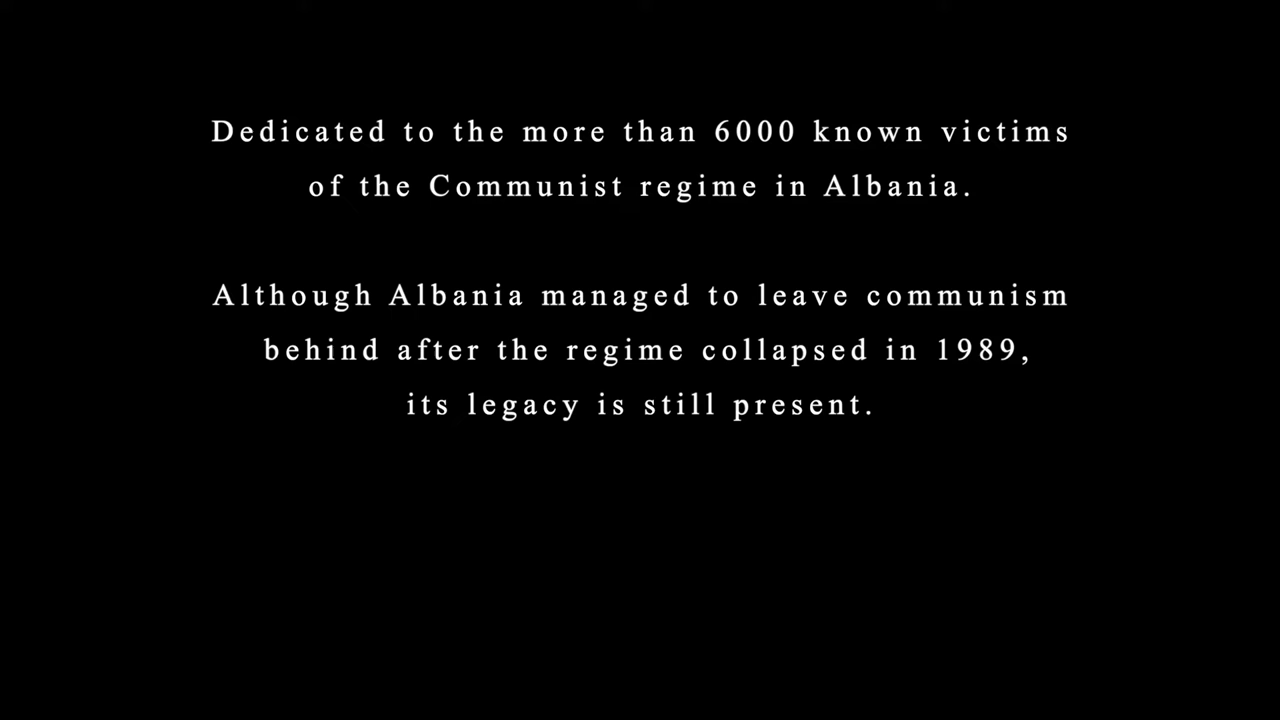 Dedicated to the more than 6000 known victims
of the Communist regime in Albania.
Although Albania managed to leave communism
behind after the regime collapsed in 1989,
its legacy is still present.